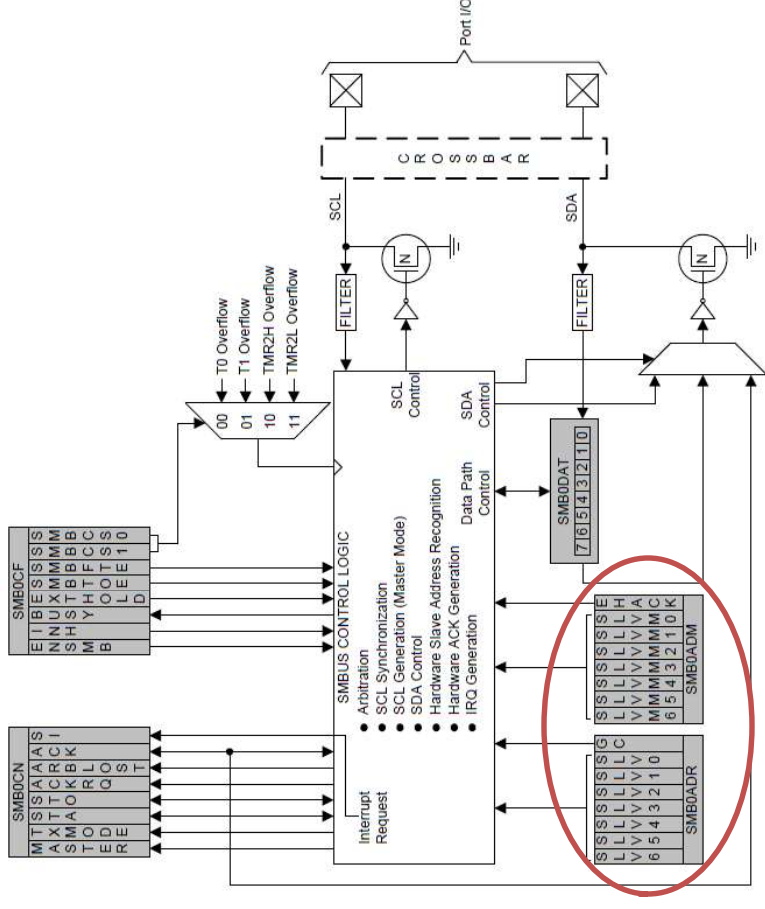 SMB0CN
MASTER
TXMODE
STA
STO
ACKRQ
ARBLOST
ACK
SI
SMB0CF
ENSMB
INH
BUSY
EXTHOLD
SMBTOE
SMBFTE
SMBCS1
SMBCS0
00
01
10
11
T0 Overflow
T1 Overflow
TMR2H Overflow
TMR2L Overflow
SMBUS CONTROL LOGIC
● Arbitration
● SCL Synchronization
● SCL Generation (Master Mode)
● SDA Control
● Hardware Slave Address Recognition
● Hardware ACK Generation
● IRQ Generation
Interrupt
Request
SCL
Control
SDA
Control
Data Path
Control
FILTER
N
SCL
CROSSBAR
Port I/O
SDA
FILTER
N
SMB0DAT
7 6 5 4 3 2 1 0
SLV6
SLV5
SLV4
SLV3
SLV2
SLV1
SLV0
GC
SMB0ADR
SLVM6
SLVM5
SLVM4
SLVM3
SLVM2
SLVM1
SLVM0
EHACK
SMB0ADM